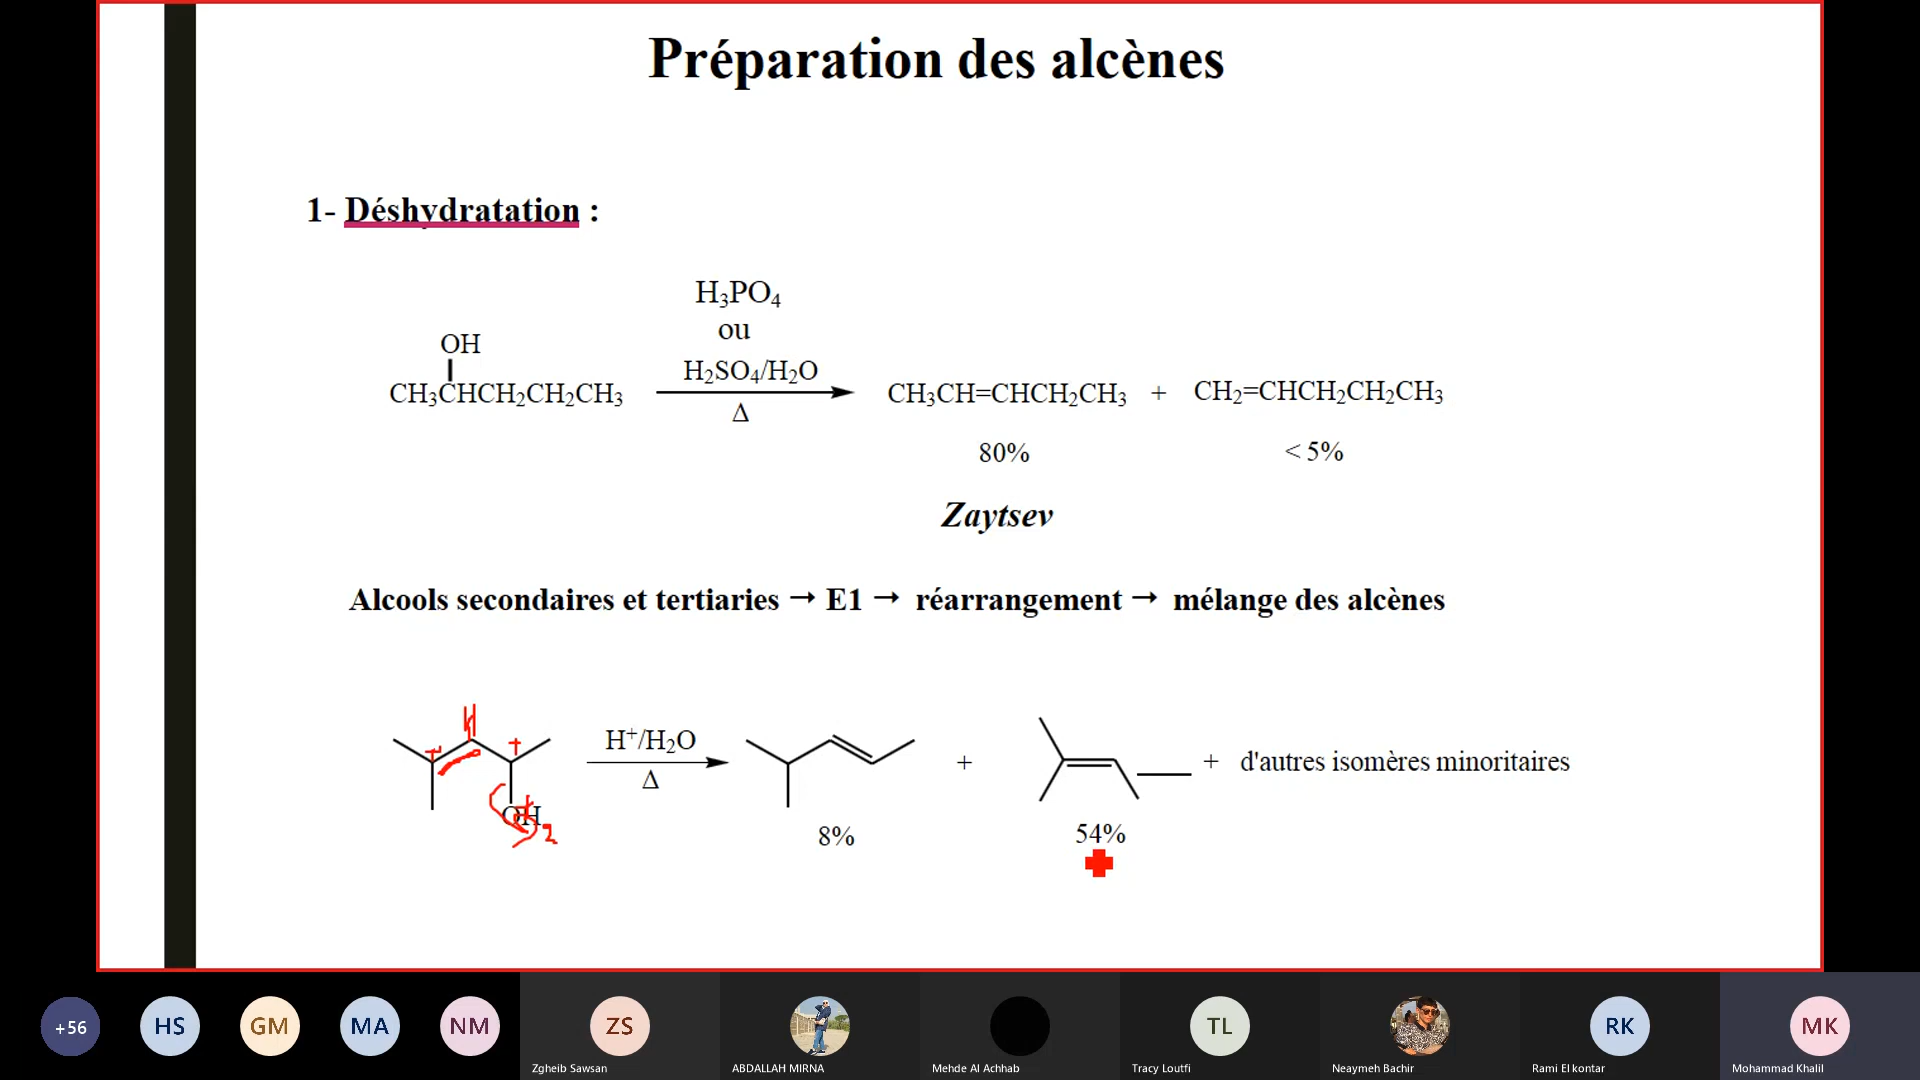 Préparation des alcènes
1- Déshydratation :
H₃PO₄
ou
H₂SO₄/H₂O
Δ
OH
CH₃CHCH₂CH₂CH₃
CH₃CH=CHCH₂CH₃ + CH₂=CHCH₂CH₂CH₃
80% < 5%
Zaytsev
Alcools secondaires et tertiaries → E1 → réarrangement → mélange des alcènes
H
+
OH₂
+
H⁺/H₂O
Δ
+ + d'autres isomères minoritaires
8% 54%
+56 HS GM MA NM ZS TL RK MK
Zgheib Sawsan ABDALLAH MIRNA Mehde Al Achhab Tracy Loutfi Neaymeh Bachir Rami El kontar Mohammad Khalil